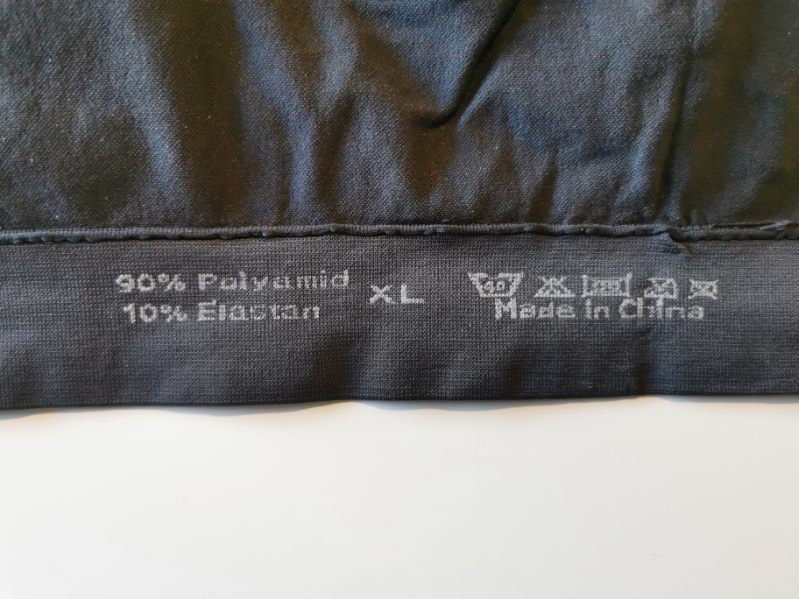 90% Polyamid
10% Elastan
XL
Made in China